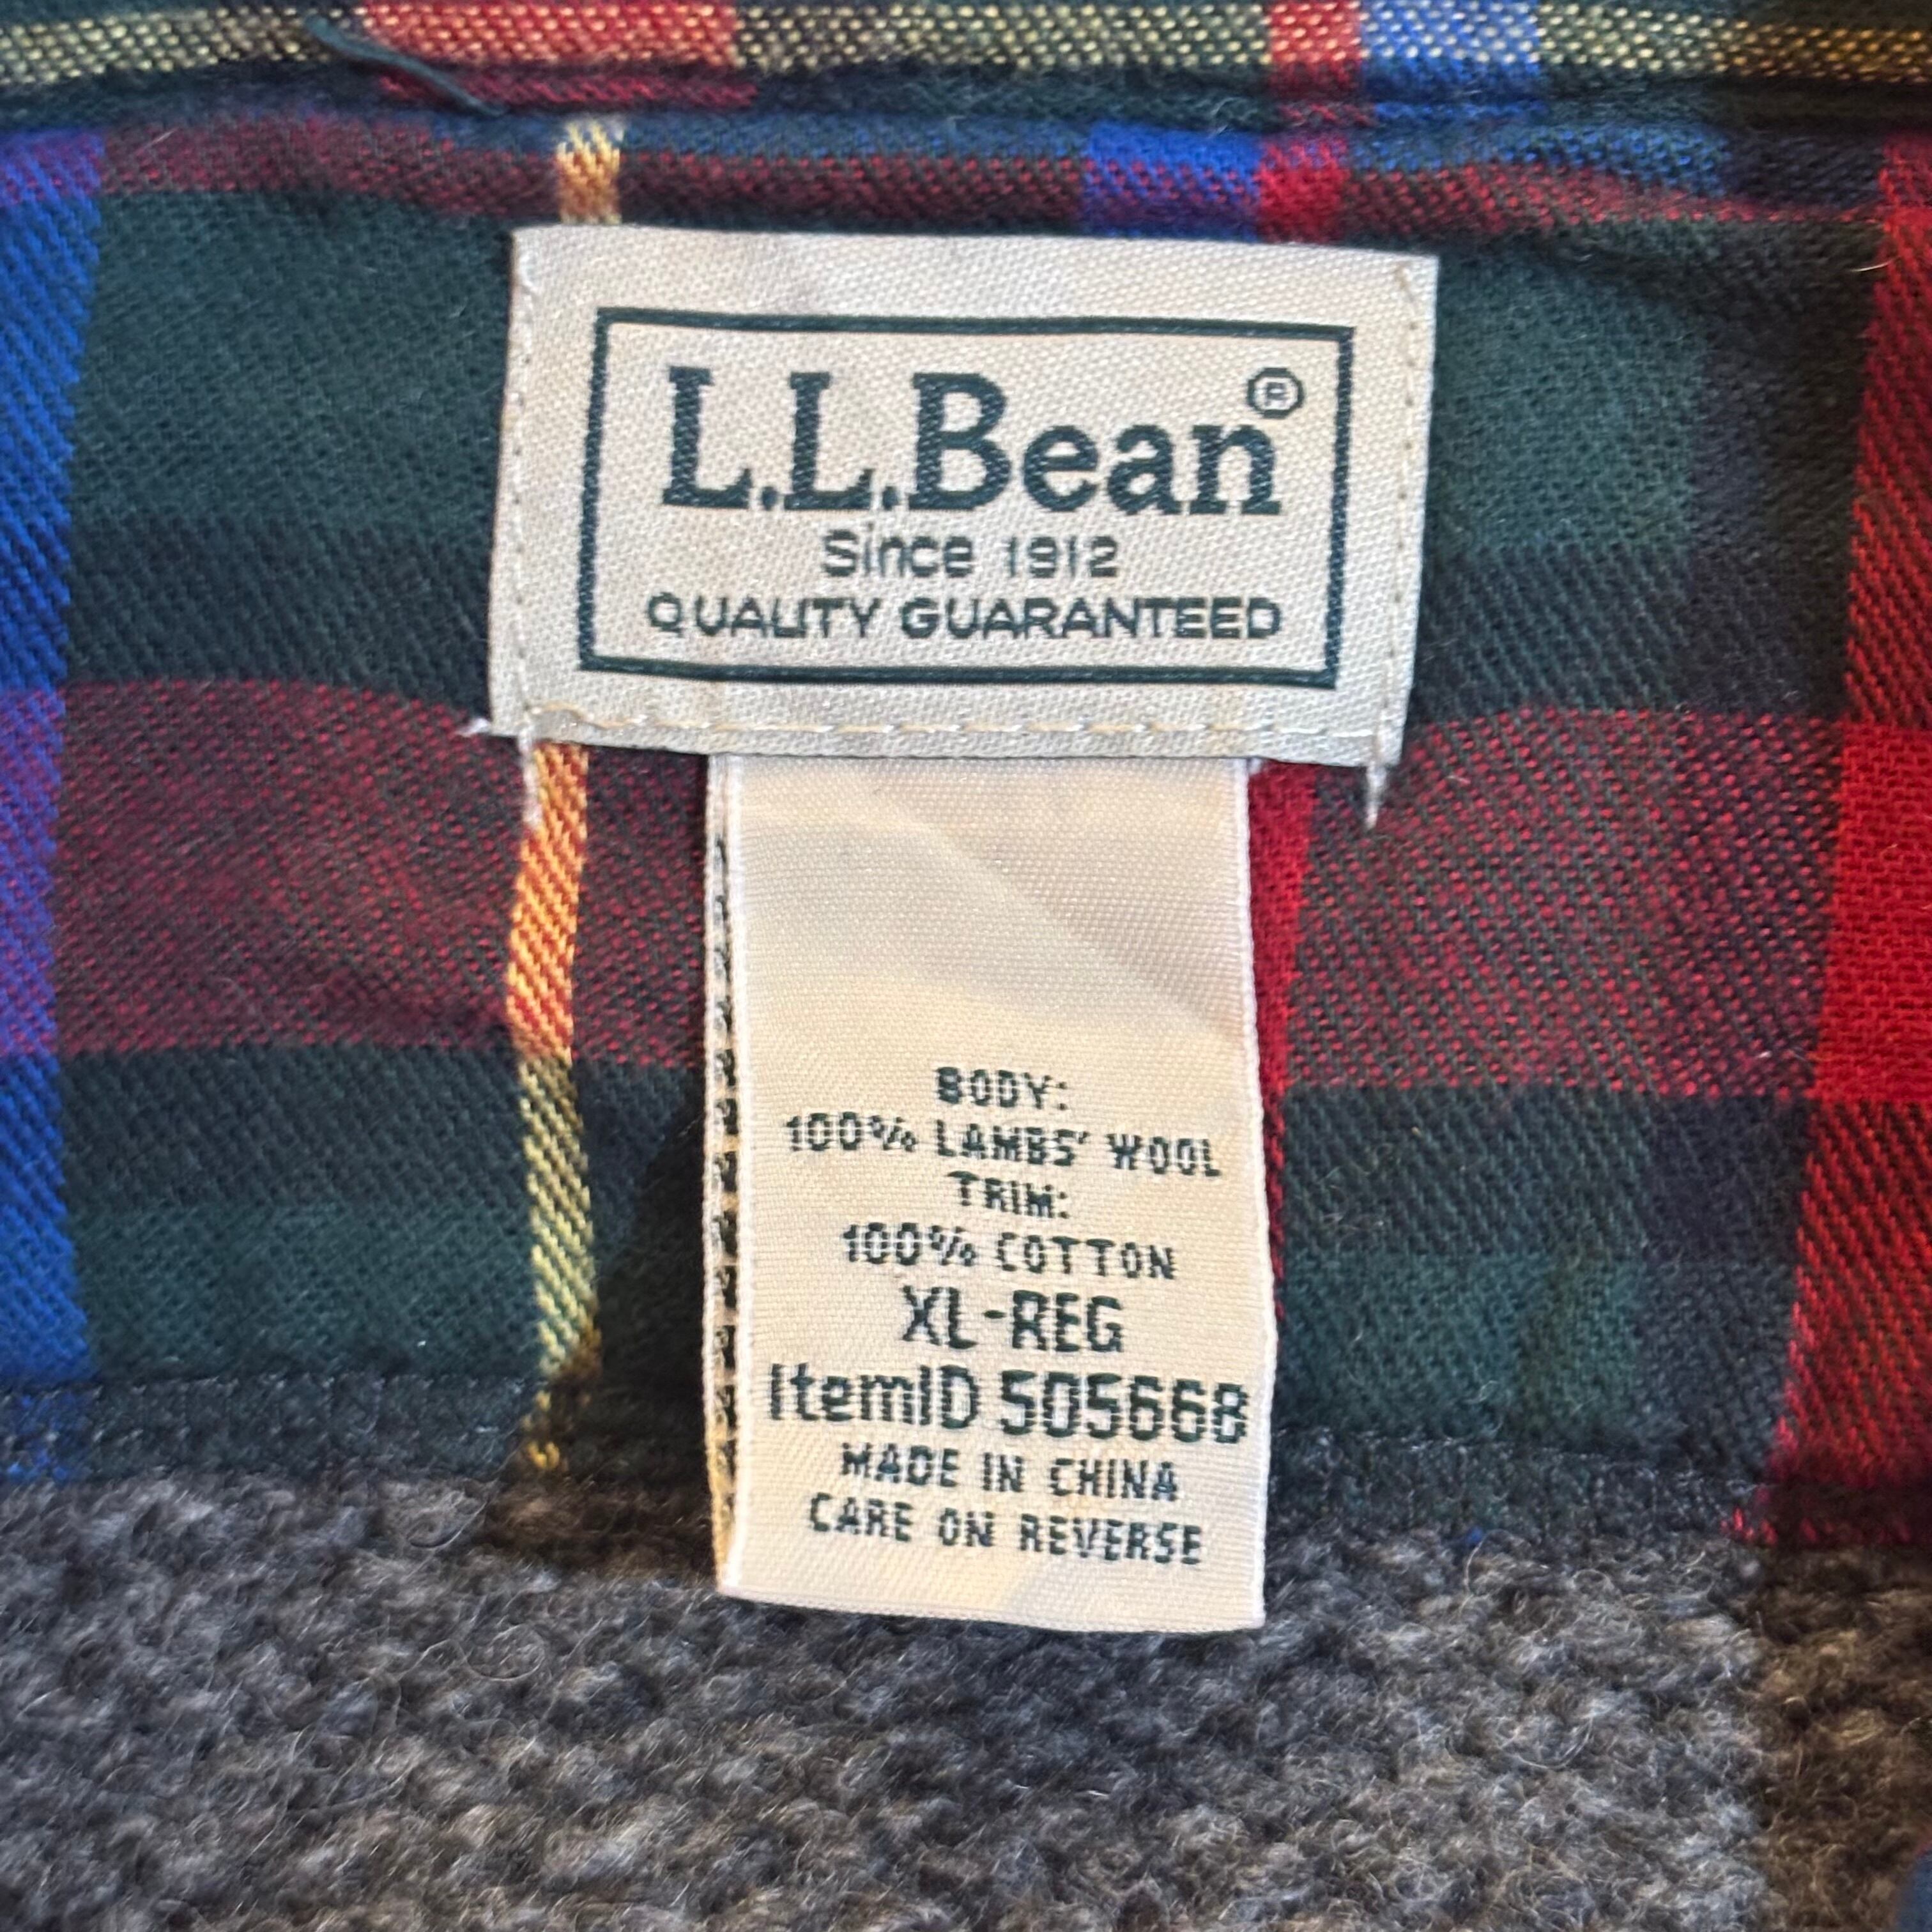 L.L.Bean®
Since 1912
QUALITY GUARANTEED
BODY:
100% LAMBS' WOOL
TRIM:
100% COTTON
XL-REG
ItemID 505668
MADE IN CHINA
CARE ON REVERSE